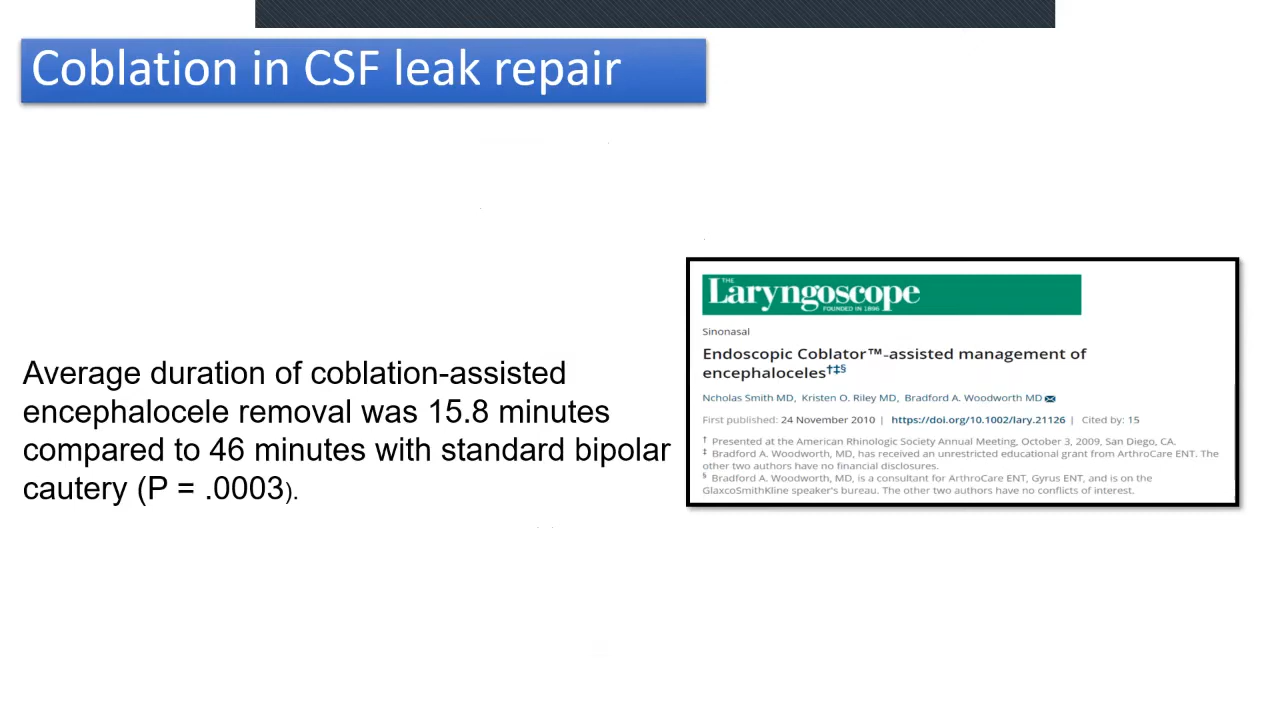 Coblation in CSF leak repair
Average duration of coblation-assisted
encephalocele removal was 15.8 minutes
compared to 46 minutes with standard bipolar
cautery (P = .0003).
THE
Laryngoscope
FOUNDED IN 1896
Sinonasal
Endoscopic Coblator™-assisted management of
encephaloceles†‡§
Ncholas Smith MD, Kristen O. Riley MD, Bradford A. Woodworth MD
First published: 24 November 2010 | https://doi.org/10.1002/lary.21126 | Cited by: 15
† Presented at the American Rhinologic Society Annual Meeting, October 3, 2009, San Diego, CA.
‡ Bradford A. Woodworth, MD, has received an unrestricted educational grant from ArthroCare ENT. The
other two authors have no financial disclosures.
§ Bradford A. Woodworth, MD, is a consultant for ArthroCare ENT, Gyrus ENT, and is on the
GlaxcoSmithKline speaker's bureau. The other two authors have no conflicts of interest.